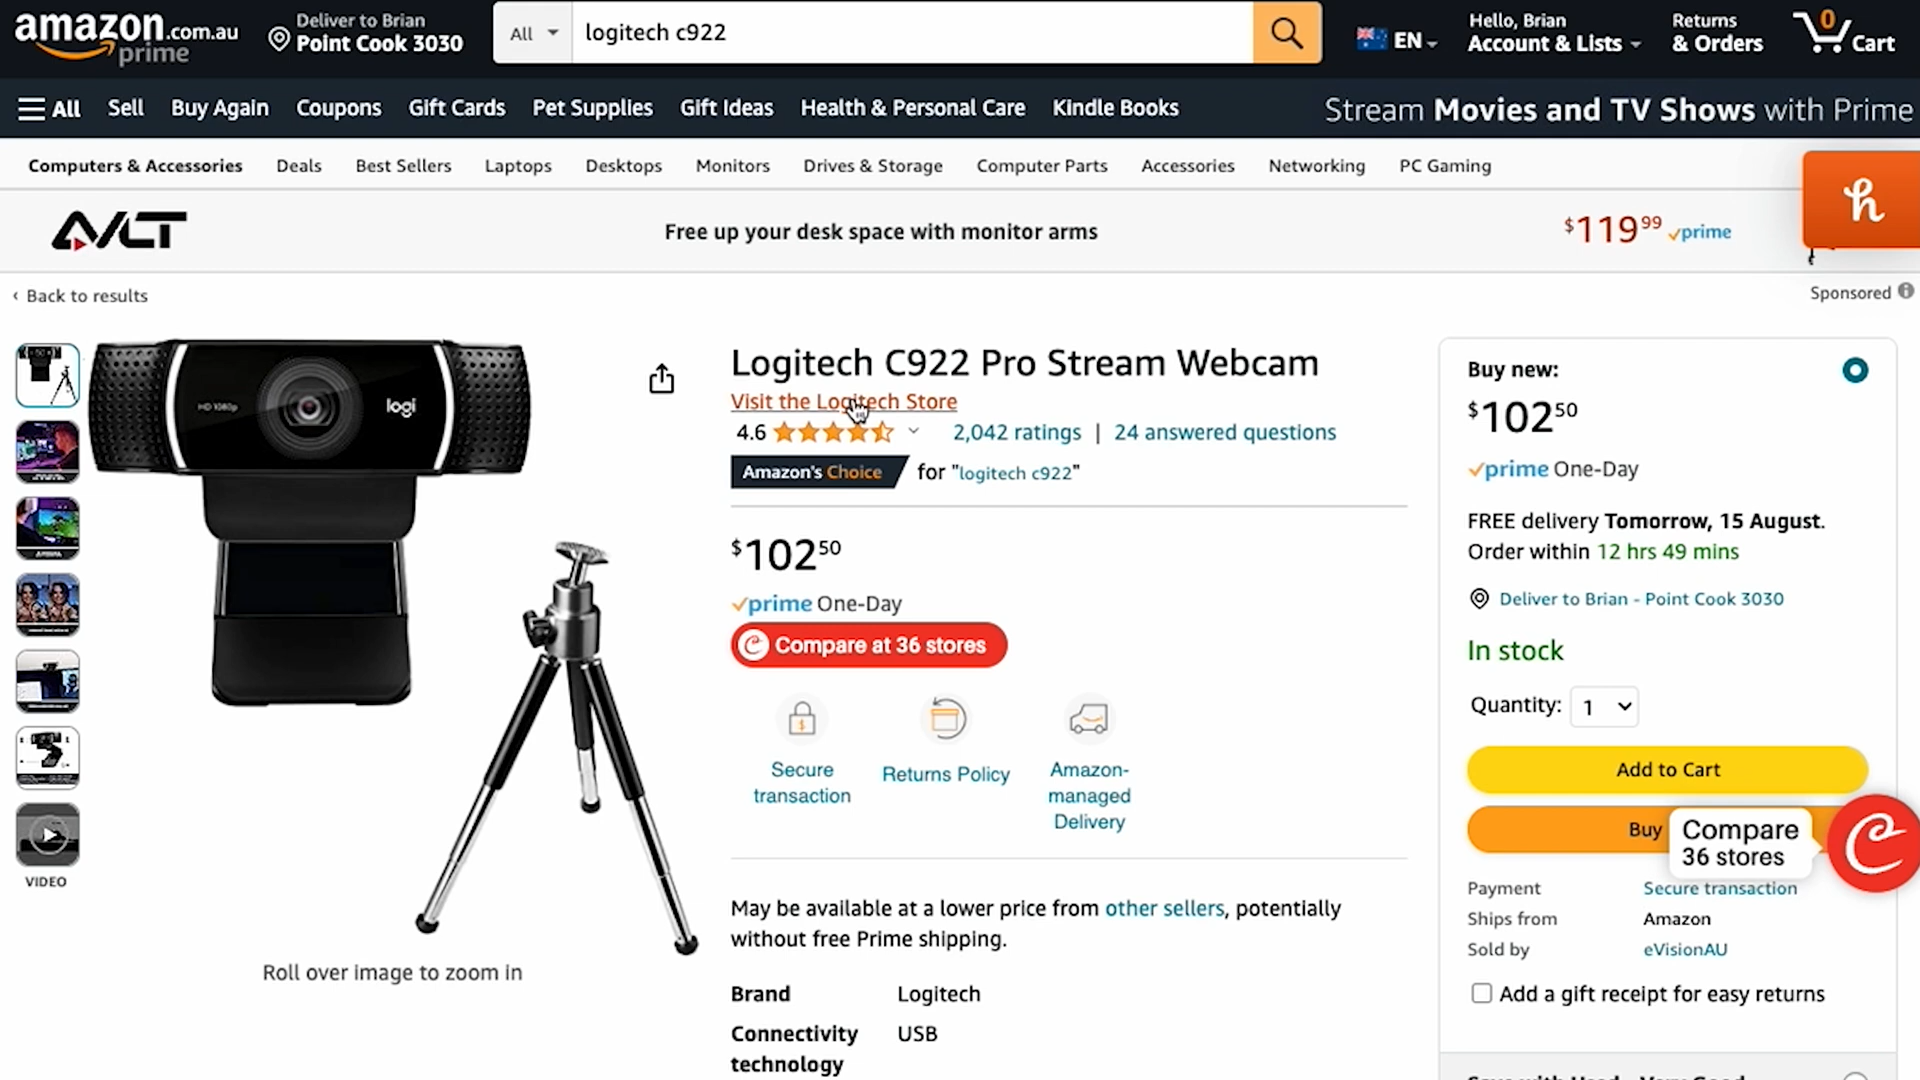 amazon.com.au
prime
Deliver to Brian
Point Cook 3030
All
logitech c922
EN
Hello, Brian
Account & Lists
Returns
& Orders
0
Cart
All
Sell
Buy Again
Coupons
Gift Cards
Pet Supplies
Gift Ideas
Health & Personal Care
Kindle Books
Stream Movies and TV Shows with Prime
Computers & Accessories
Deals
Best Sellers
Laptops
Desktops
Monitors
Drives & Storage
Computer Parts
Accessories
Networking
PC Gaming
Free up your desk space with monitor arms
$119 99 prime
h
‹ Back to results
Sponsored
HD 1080p
logi
VIDEO
Roll over image to zoom in
Logitech C922 Pro Stream Webcam
Visit the Logitech Store
4.6
2,042 ratings | 24 answered questions
Amazon's Choice for "logitech c922"
$102 50
prime One-Day
Compare at 36 stores
Secure
transaction
Returns Policy
Amazon-
managed
Delivery
May be available at a lower price from other sellers, potentially
without free Prime shipping.
Brand Logitech
Connectivity USB
technology
Buy new:
$102 50
prime One-Day
FREE delivery Tomorrow, 15 August.
Order within 12 hrs 49 mins
Deliver to Brian - Point Cook 3030
In stock
Quantity: 1
Add to Cart
Buy
Compare
36 stores
Payment Secure transaction
Ships from Amazon
Sold by eVisionAU
Add a gift receipt for easy returns